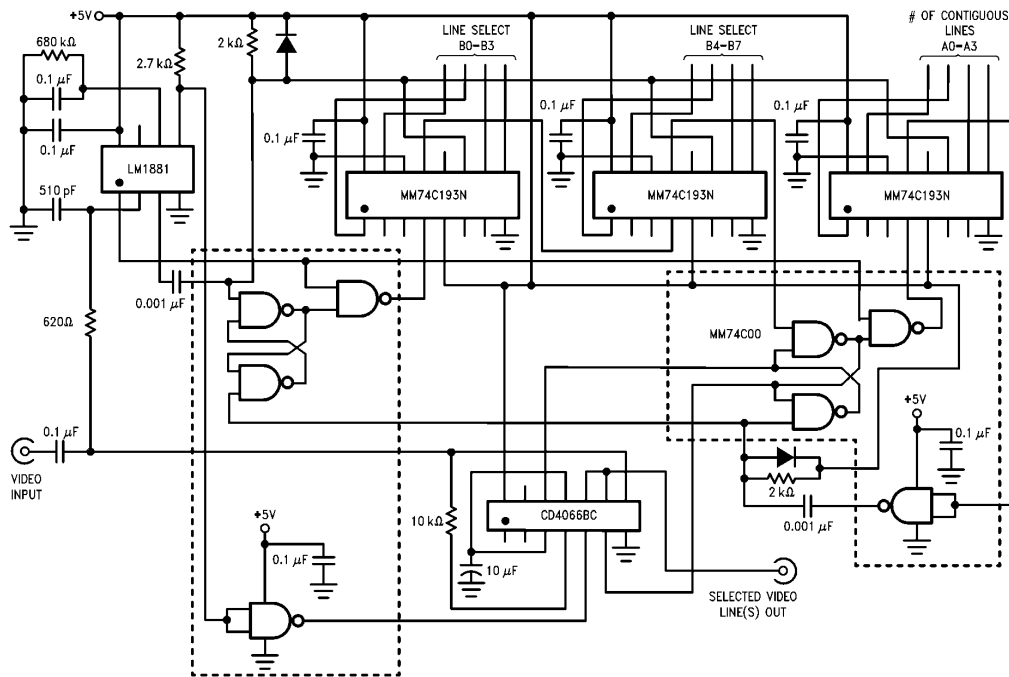 +5V
680 kΩ
0.1 μF
0.1 μF
2.7 kΩ
2 kΩ
LINE SELECT
B0–B3
LINE SELECT
B4–B7
# OF CONTIGUOUS
LINES
A0–A3
0.1 μF
0.1 μF
0.1 μF
LM1881
510 pF
MM74C193N
MM74C193N
MM74C193N
0.001 μF
620Ω
MM74C00
+5V
0.1 μF
0.1 μF
VIDEO
INPUT
2 kΩ
0.001 μF
10 kΩ
CD4066BC
+5V
0.1 μF
10 μF
SELECTED VIDEO
LINE(S) OUT